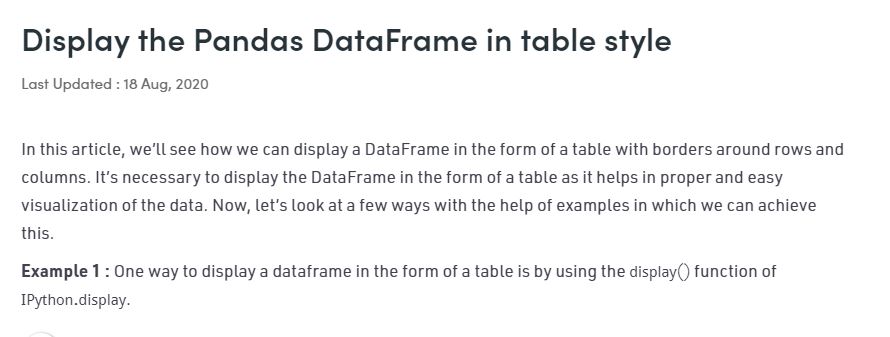 Display the Pandas DataFrame in table style
Last Updated : 18 Aug, 2020
In this article, we’ll see how we can display a DataFrame in the form of a table with borders around rows and
columns. It’s necessary to display the DataFrame in the form of a table as it helps in proper and easy
visualization of the data. Now, let’s look at a few ways with the help of examples in which we can achieve
this.
Example 1 : One way to display a dataframe in the form of a table is by using the display() function of
IPython.display.